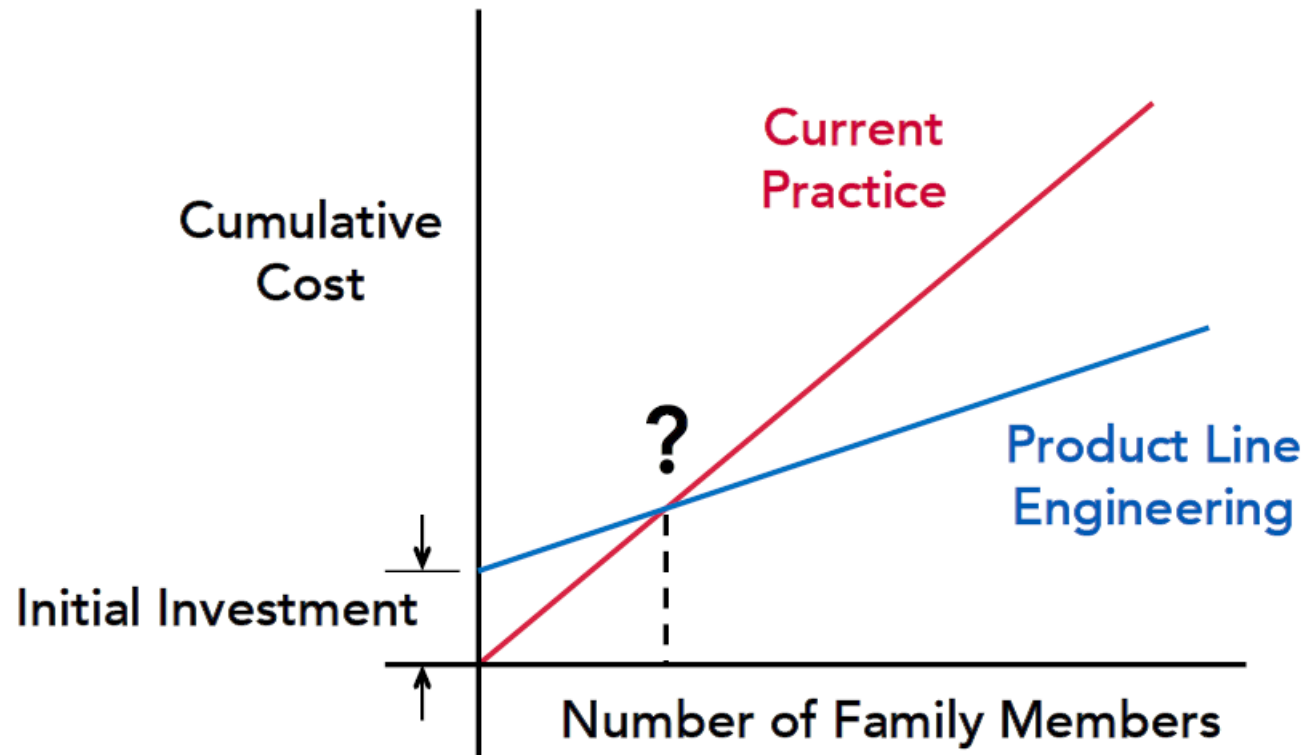 Current
Practice
Cumulative
Cost
?
Product Line
Engineering
Initial Investment
Number of Family Members